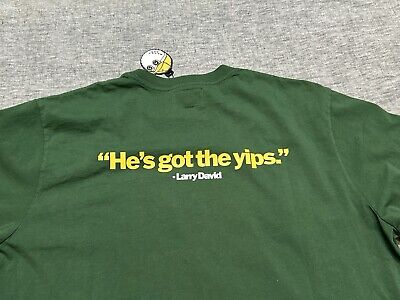 “He's got the yips.”
- Larry David